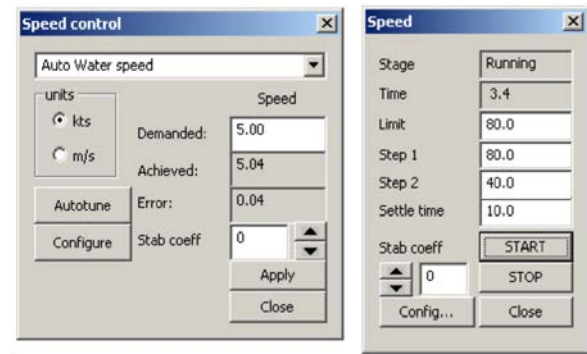 Speed control
Auto Water speed
units
kts
m/s
Speed
Demanded: 5.00
Achieved: 5.04
Error: 0.04
Stab coeff 0
Autotune
Configure
Apply
Close
Speed
Stage Running
Time 3.4
Limit 80.0
Step 1 80.0
Step 2 40.0
Settle time 10.0
Stab coeff
0
START
STOP
Config...
Close